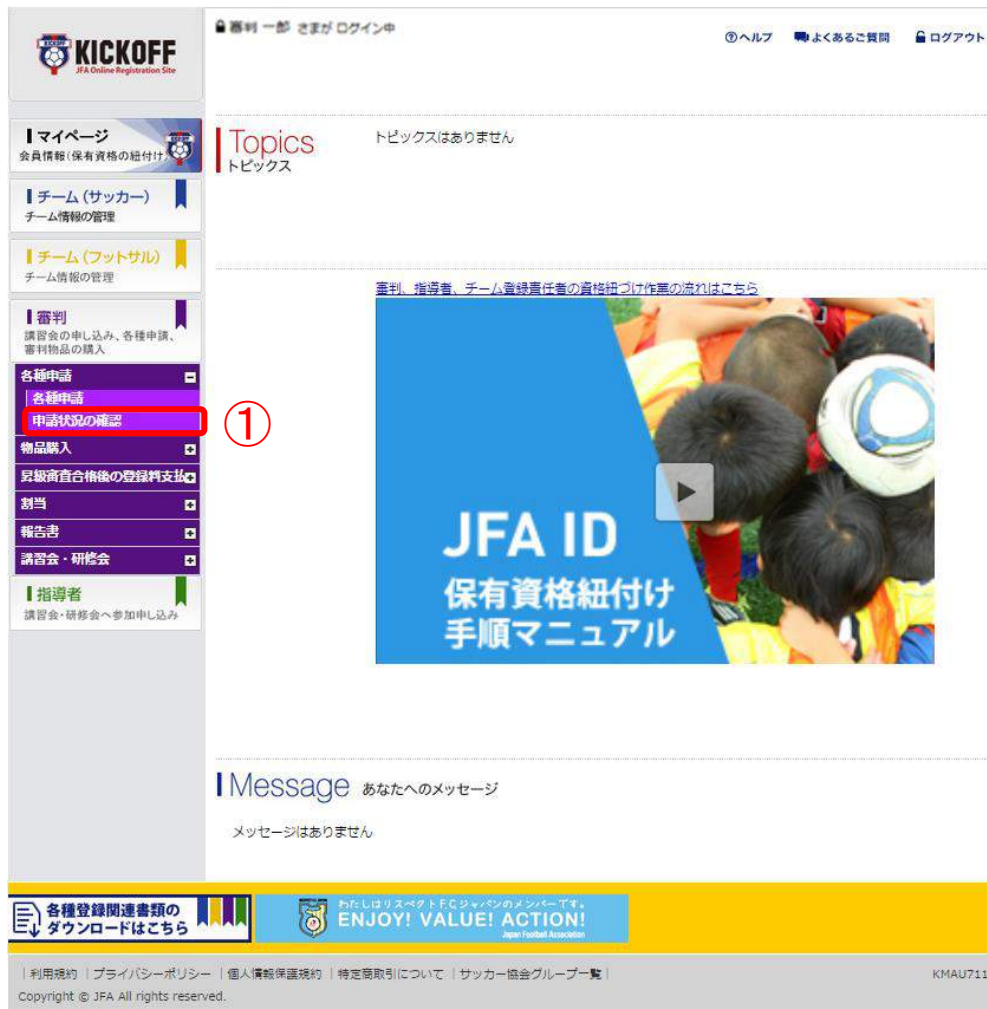 KICKOFF
JFA Online Registration Site
審判 一郎 さまが ログイン中
ヘルプ
よくあるご質問
ログアウト
マイページ
会員情報(保有資格の紐付け)
チーム (サッカー)
チーム情報の管理
チーム (フットサル)
チーム情報の管理
審判
講習会の申し込み、各種申請、
審判物品の購入
各種申請
各種申請
申請状況の確認
①
物品購入
昇級審査合格後の登録料支払
割当
報告書
講習会・研修会
指導者
講習会・研修会へ参加申し込み
Topics
トピックス
トピックスはありません
審判、指導者、チーム登録責任者の資格紐づけ作業の流れはこちら
JFA ID
保有資格紐付け
手順マニュアル
Message あなたへのメッセージ
メッセージはありません
各種登録関連書類の
ダウンロードはこちら
わたしはリスペクトF.C.ジャパンのメンバーです。
ENJOY! VALUE! ACTION!
Japan Football Association
｜利用規約 ｜プライバシーポリシー ｜個人情報保護規約 ｜特定商取引について ｜サッカー協会グループ一覧｜
KMAU711
Copyright © JFA All rights reserved.